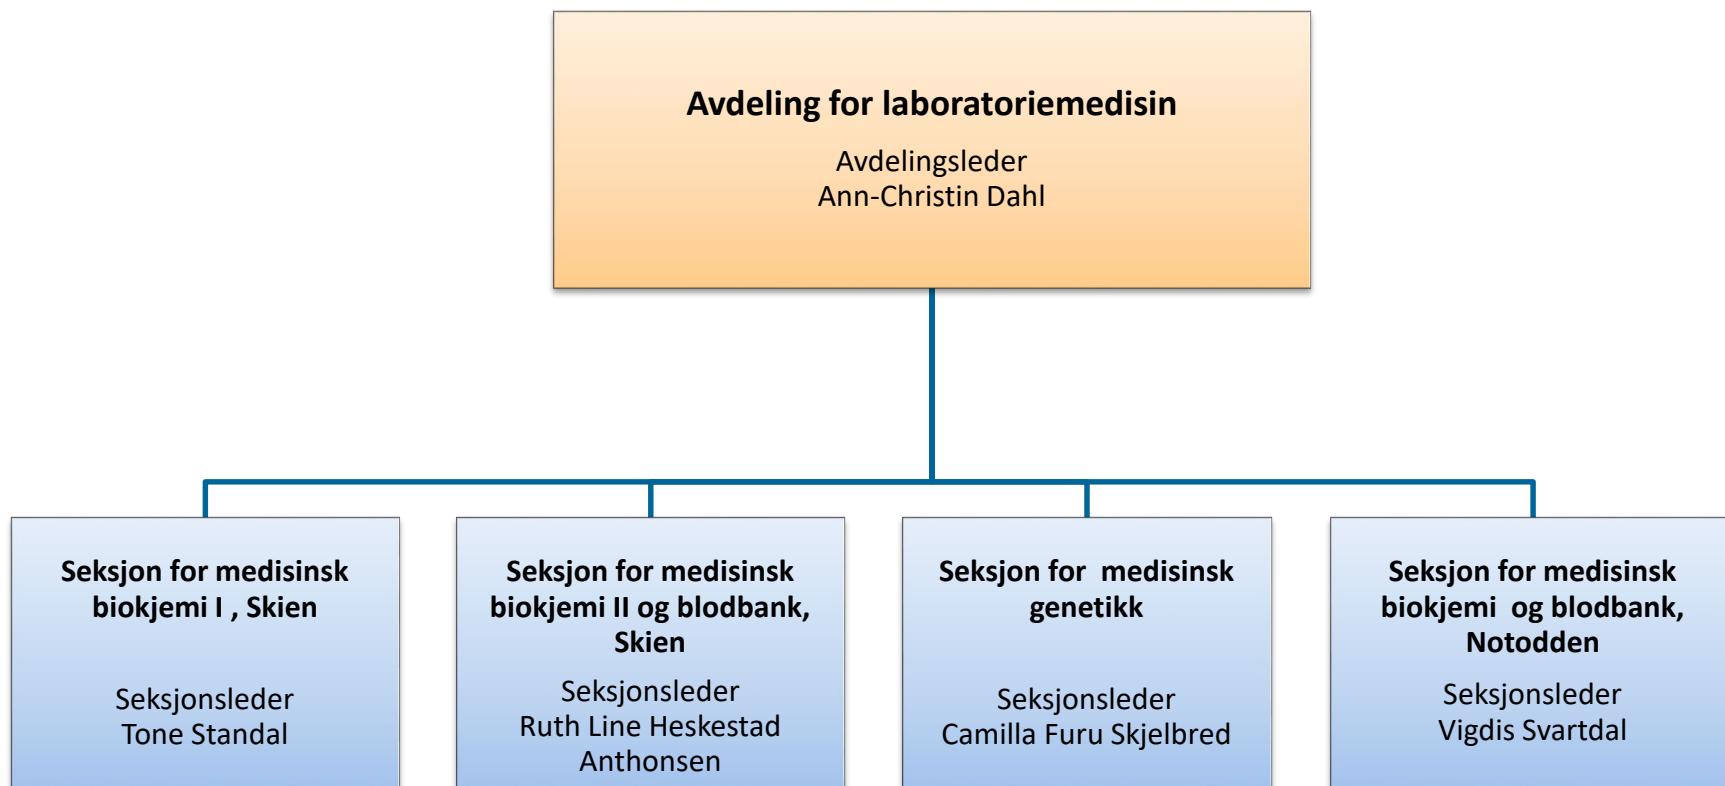 Avdeling for laboratoriemedisin
Avdelingsleder
Ann-Christin Dahl
Seksjon for medisinsk
biokjemi I , Skien
Seksjonsleder
Tone Standal
Seksjon for medisinsk
biokjemi II og blodbank,
Skien
Seksjonsleder
Ruth Line Heskestad
Anthonsen
Seksjon for  medisinsk
genetikk
Seksjonsleder
Camilla Furu Skjelbred
Seksjon for medisinsk
biokjemi  og blodbank,
Notodden
Seksjonsleder
Vigdis Svartdal